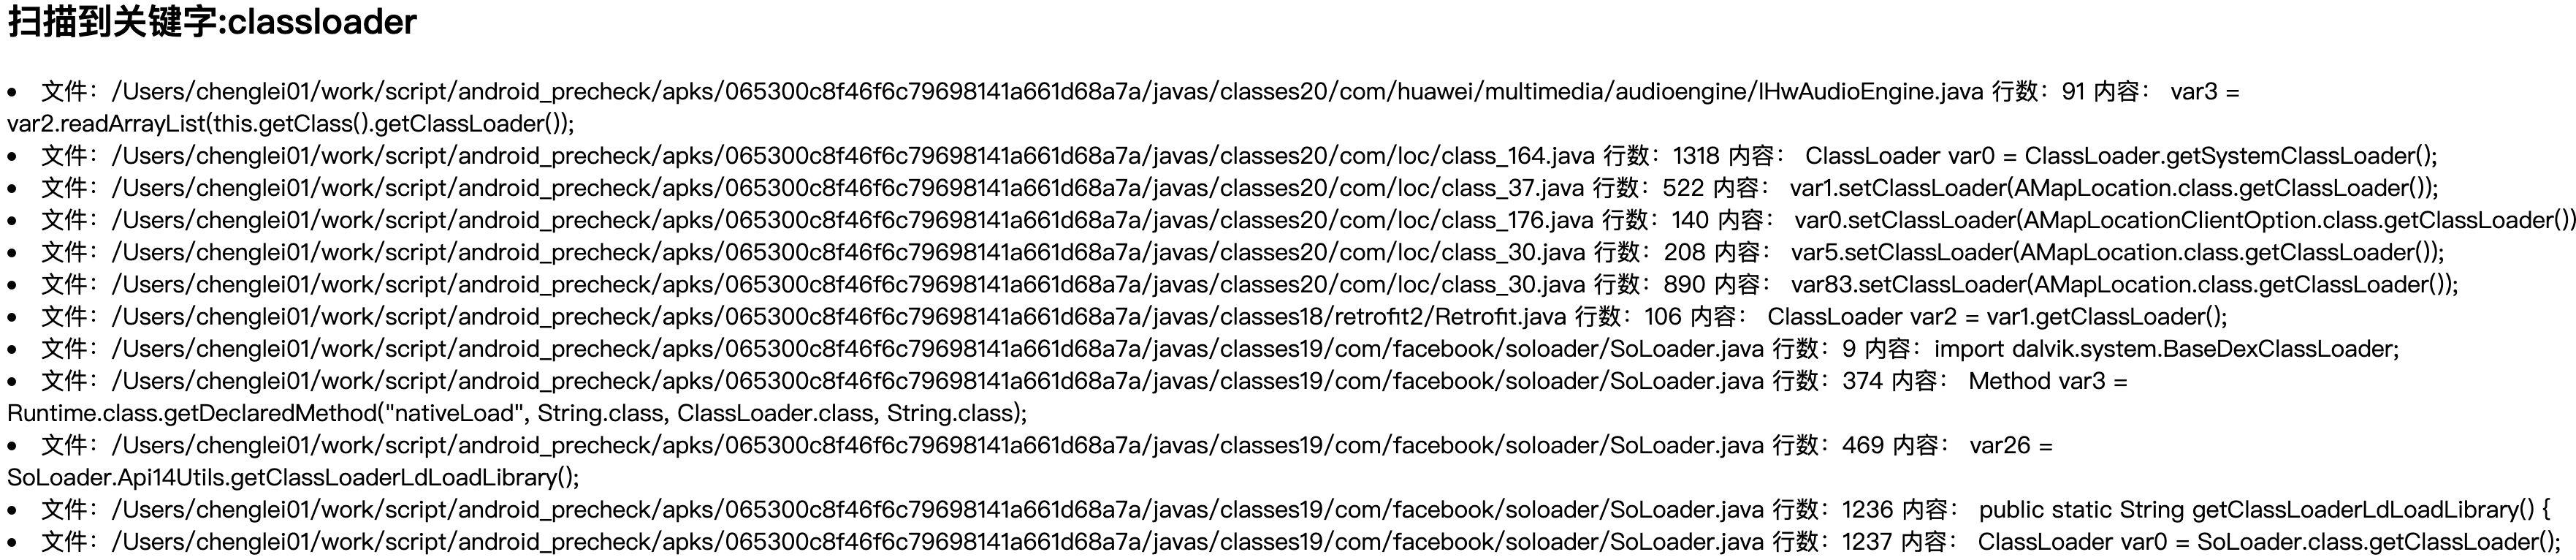 扫描到关键字:classloader
• 文件：/Users/chenglei01/work/script/android_precheck/apks/065300c8f46f6c79698141a661d68a7a/javas/classes20/com/huawei/multimedia/audioengine/IHwAudioEngine.java 行数：91 内容： var3 =
var2.readArrayList(this.getClass().getClassLoader());
• 文件：/Users/chenglei01/work/script/android_precheck/apks/065300c8f46f6c79698141a661d68a7a/javas/classes20/com/loc/class_164.java 行数：1318 内容： ClassLoader var0 = ClassLoader.getSystemClassLoader();
• 文件：/Users/chenglei01/work/script/android_precheck/apks/065300c8f46f6c79698141a661d68a7a/javas/classes20/com/loc/class_37.java 行数：522 内容： var1.setClassLoader(AMapLocation.class.getClassLoader());
• 文件：/Users/chenglei01/work/script/android_precheck/apks/065300c8f46f6c79698141a661d68a7a/javas/classes20/com/loc/class_176.java 行数：140 内容： var0.setClassLoader(AMapLocationClientOption.class.getClassLoader())
• 文件：/Users/chenglei01/work/script/android_precheck/apks/065300c8f46f6c79698141a661d68a7a/javas/classes20/com/loc/class_30.java 行数：208 内容： var5.setClassLoader(AMapLocation.class.getClassLoader());
• 文件：/Users/chenglei01/work/script/android_precheck/apks/065300c8f46f6c79698141a661d68a7a/javas/classes20/com/loc/class_30.java 行数：890 内容： var83.setClassLoader(AMapLocation.class.getClassLoader());
• 文件：/Users/chenglei01/work/script/android_precheck/apks/065300c8f46f6c79698141a661d68a7a/javas/classes18/retrofit2/Retrofit.java 行数：106 内容： ClassLoader var2 = var1.getClassLoader();
• 文件：/Users/chenglei01/work/script/android_precheck/apks/065300c8f46f6c79698141a661d68a7a/javas/classes19/com/facebook/soloader/SoLoader.java 行数：9 内容：import dalvik.system.BaseDexClassLoader;
• 文件：/Users/chenglei01/work/script/android_precheck/apks/065300c8f46f6c79698141a661d68a7a/javas/classes19/com/facebook/soloader/SoLoader.java 行数：374 内容： Method var3 =
Runtime.class.getDeclaredMethod("nativeLoad", String.class, ClassLoader.class, String.class);
• 文件：/Users/chenglei01/work/script/android_precheck/apks/065300c8f46f6c79698141a661d68a7a/javas/classes19/com/facebook/soloader/SoLoader.java 行数：469 内容： var26 =
SoLoader.Api14Utils.getClassLoaderLdLoadLibrary();
• 文件：/Users/chenglei01/work/script/android_precheck/apks/065300c8f46f6c79698141a661d68a7a/javas/classes19/com/facebook/soloader/SoLoader.java 行数：1236 内容： public static String getClassLoaderLdLoadLibrary() {
• 文件：/Users/chenglei01/work/script/android_precheck/apks/065300c8f46f6c79698141a661d68a7a/javas/classes19/com/facebook/soloader/SoLoader.java 行数：1237 内容： ClassLoader var0 = SoLoader.class.getClassLoader();